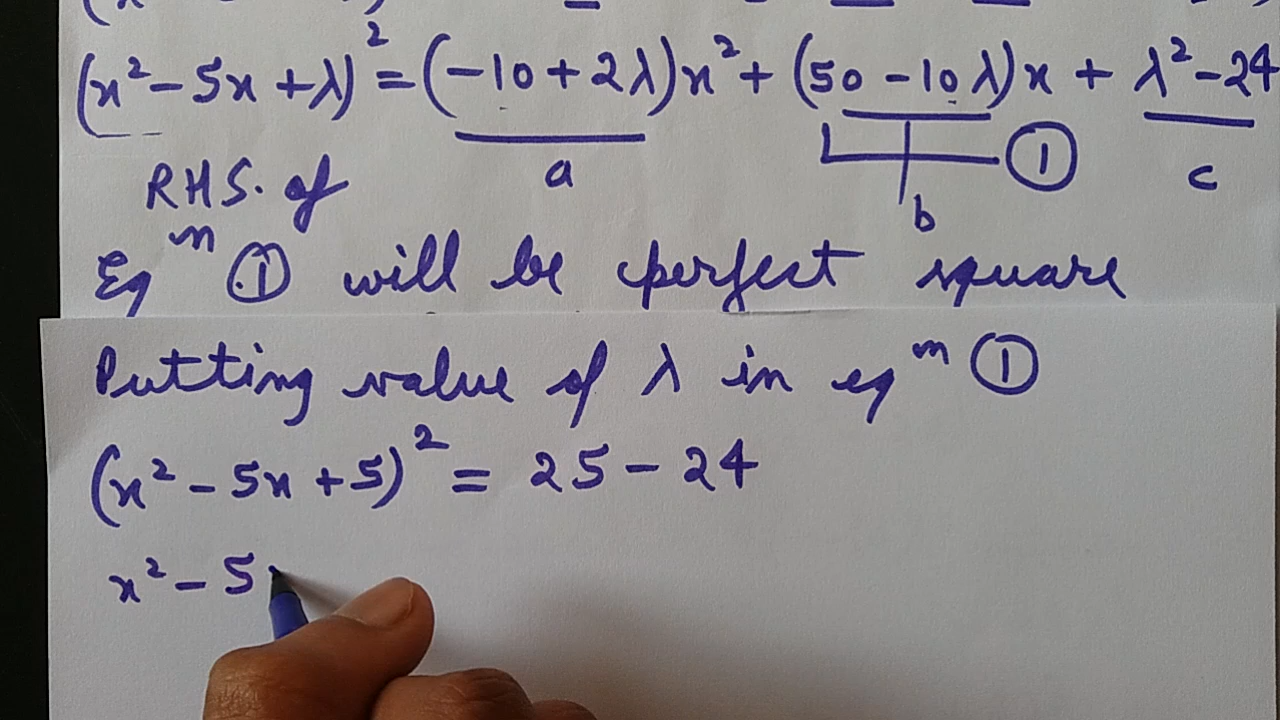 (x² - 5x + λ)² = (-10 + 2λ)x² + (50 - 10λ)x + λ² - 24
a b ① c
RHS. of
Eqⁿ ① will be perfect square
Putting value of λ in eqⁿ ①
(x² - 5x + 5)² = 25 - 24
x² - 5